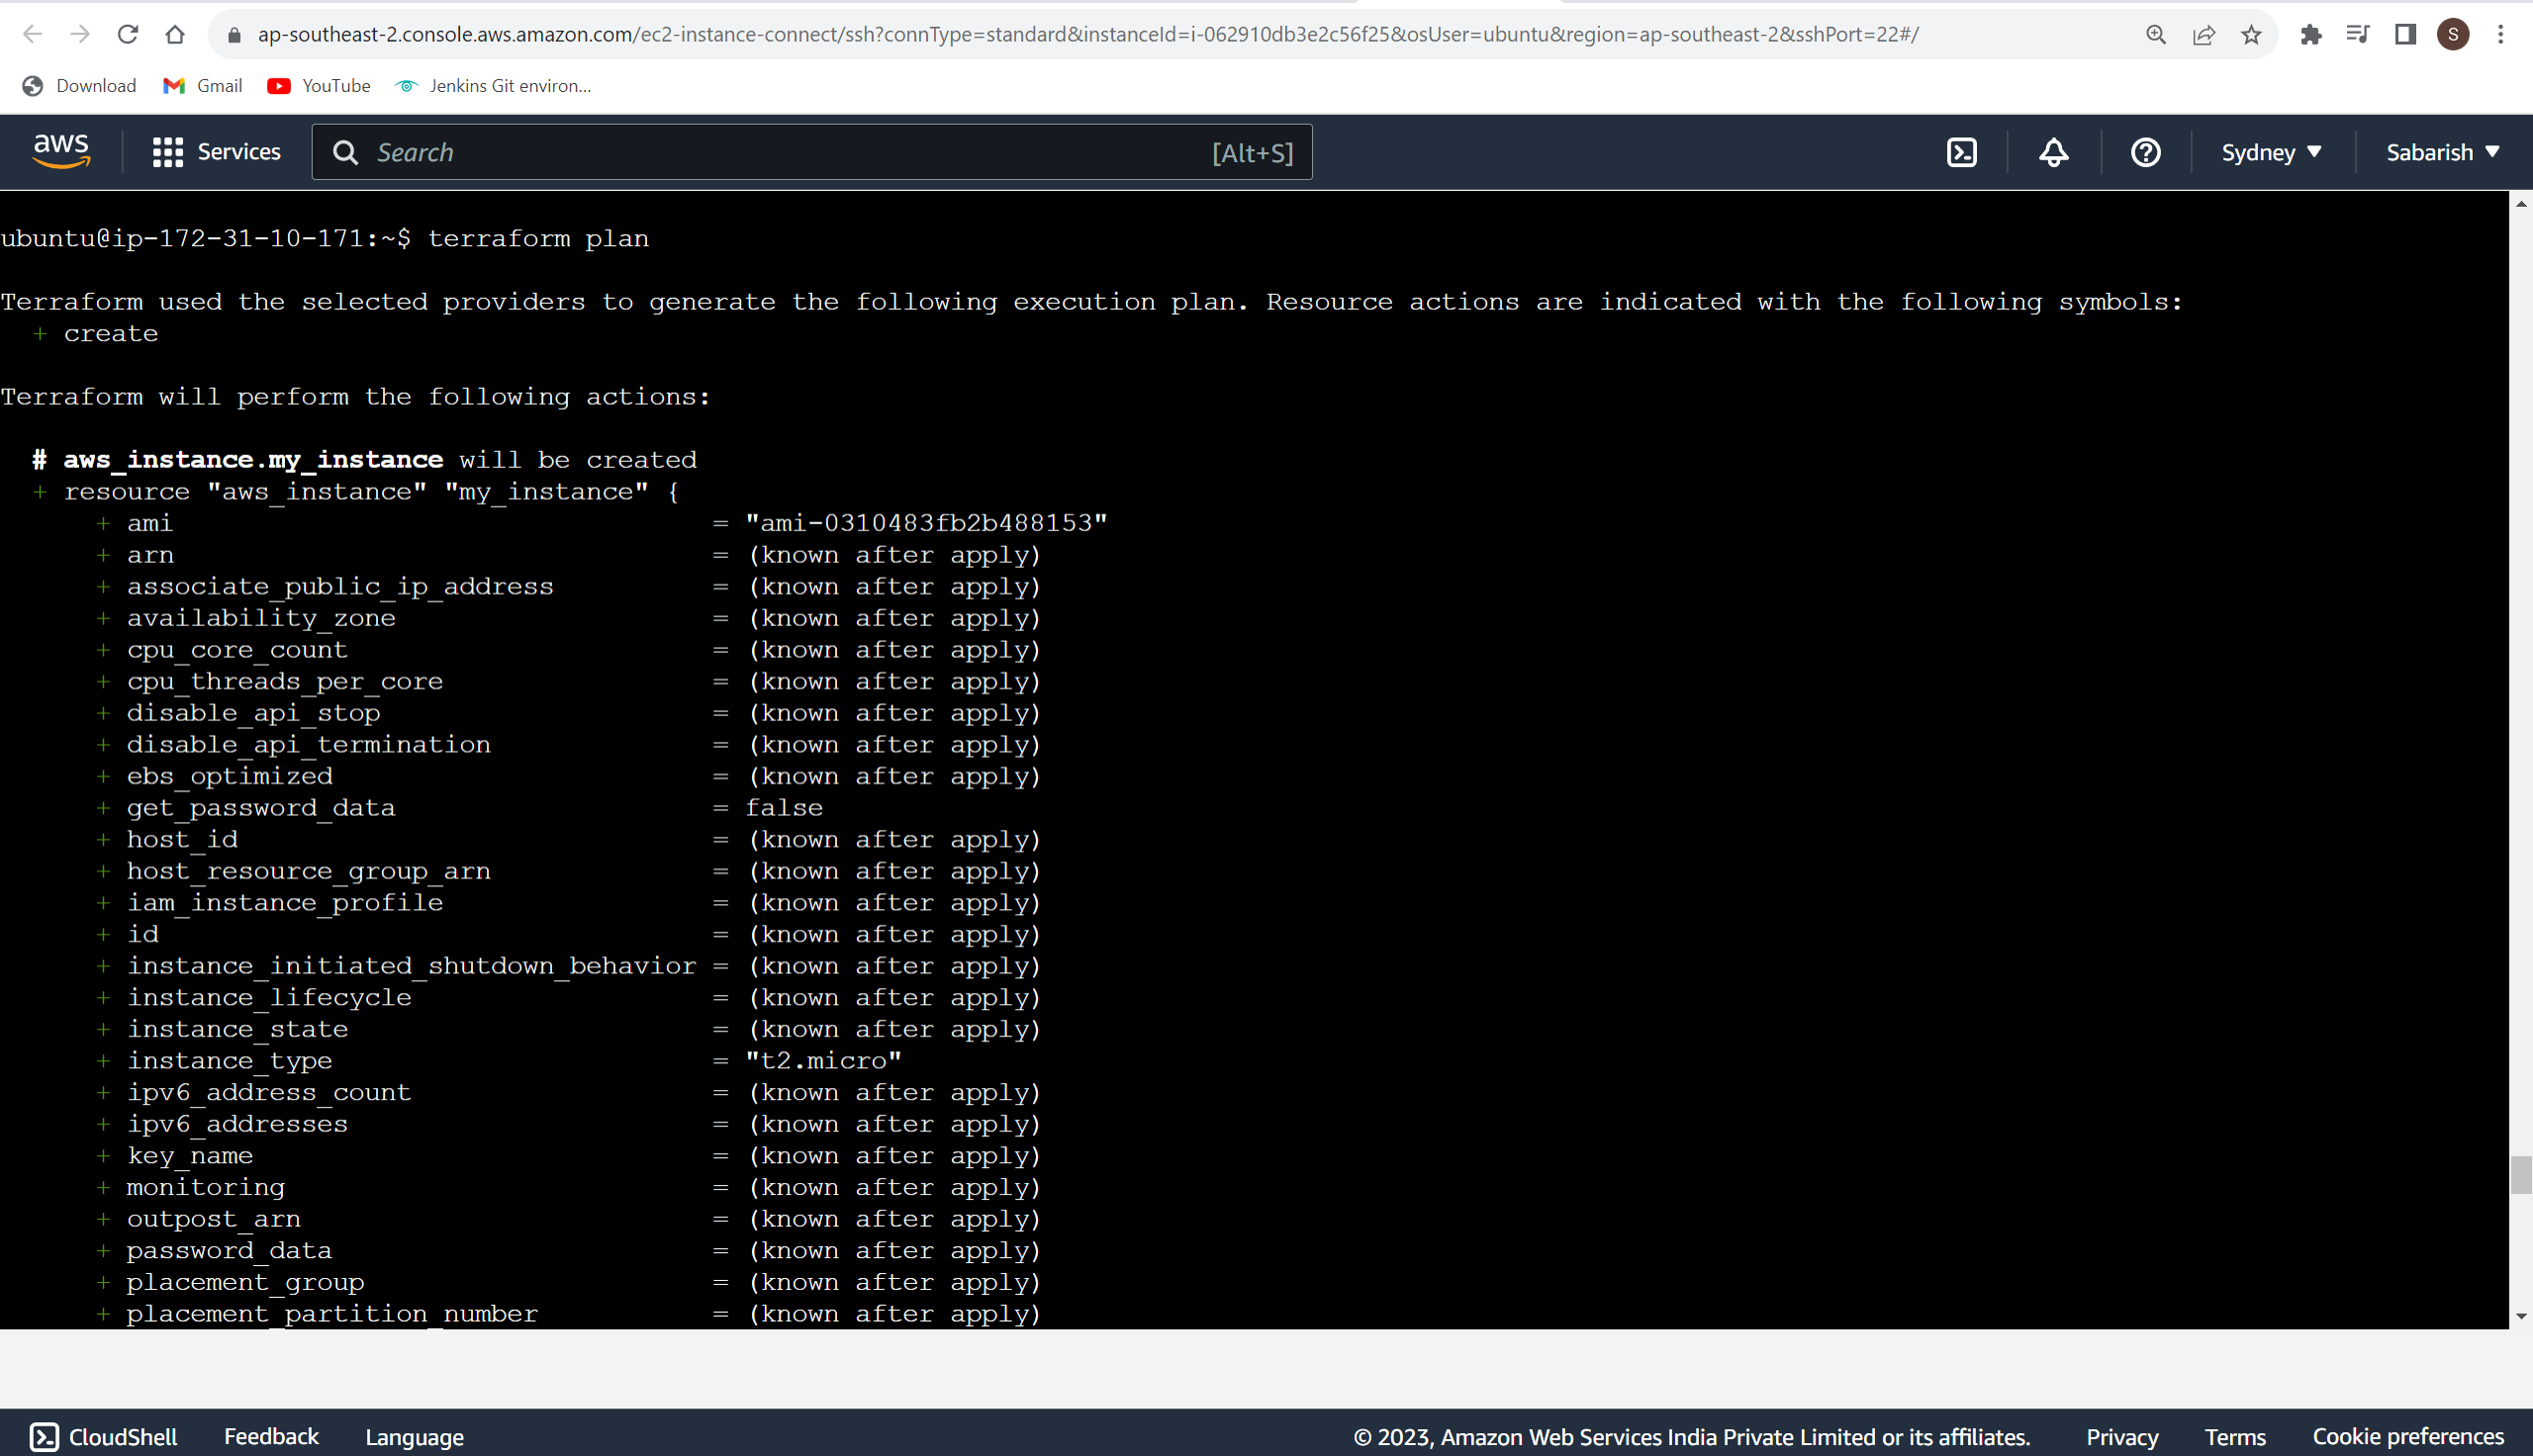 ap-southeast-2.console.aws.amazon.com/ec2-instance-connect/ssh?connType=standard&instanceId=i-062910db3e2c56f25&osUser=ubuntu&region=ap-southeast-2&sshPort=22#/
S
Download Gmail YouTube Jenkins Git environ...
aws Services Search [Alt+S] Sydney Sabarish
ubuntu@ip-172-31-10-171:~$ terraform plan
Terraform used the selected providers to generate the following execution plan. Resource actions are indicated with the following symbols:
+ create
Terraform will perform the following actions:
# aws_instance.my_instance will be created
+ resource "aws_instance" "my_instance" {
+ ami = "ami-0310483fb2b488153"
+ arn = (known after apply)
+ associate_public_ip_address = (known after apply)
+ availability_zone = (known after apply)
+ cpu_core_count = (known after apply)
+ cpu_threads_per_core = (known after apply)
+ disable_api_stop = (known after apply)
+ disable_api_termination = (known after apply)
+ ebs_optimized = (known after apply)
+ get_password_data = false
+ host_id = (known after apply)
+ host_resource_group_arn = (known after apply)
+ iam_instance_profile = (known after apply)
+ id = (known after apply)
+ instance_initiated_shutdown_behavior = (known after apply)
+ instance_lifecycle = (known after apply)
+ instance_state = (known after apply)
+ instance_type = "t2.micro"
+ ipv6_address_count = (known after apply)
+ ipv6_addresses = (known after apply)
+ key_name = (known after apply)
+ monitoring = (known after apply)
+ outpost_arn = (known after apply)
+ password_data = (known after apply)
+ placement_group = (known after apply)
+ placement_partition_number = (known after apply)
CloudShell Feedback Language © 2023, Amazon Web Services India Private Limited or its affiliates. Privacy Terms Cookie preferences